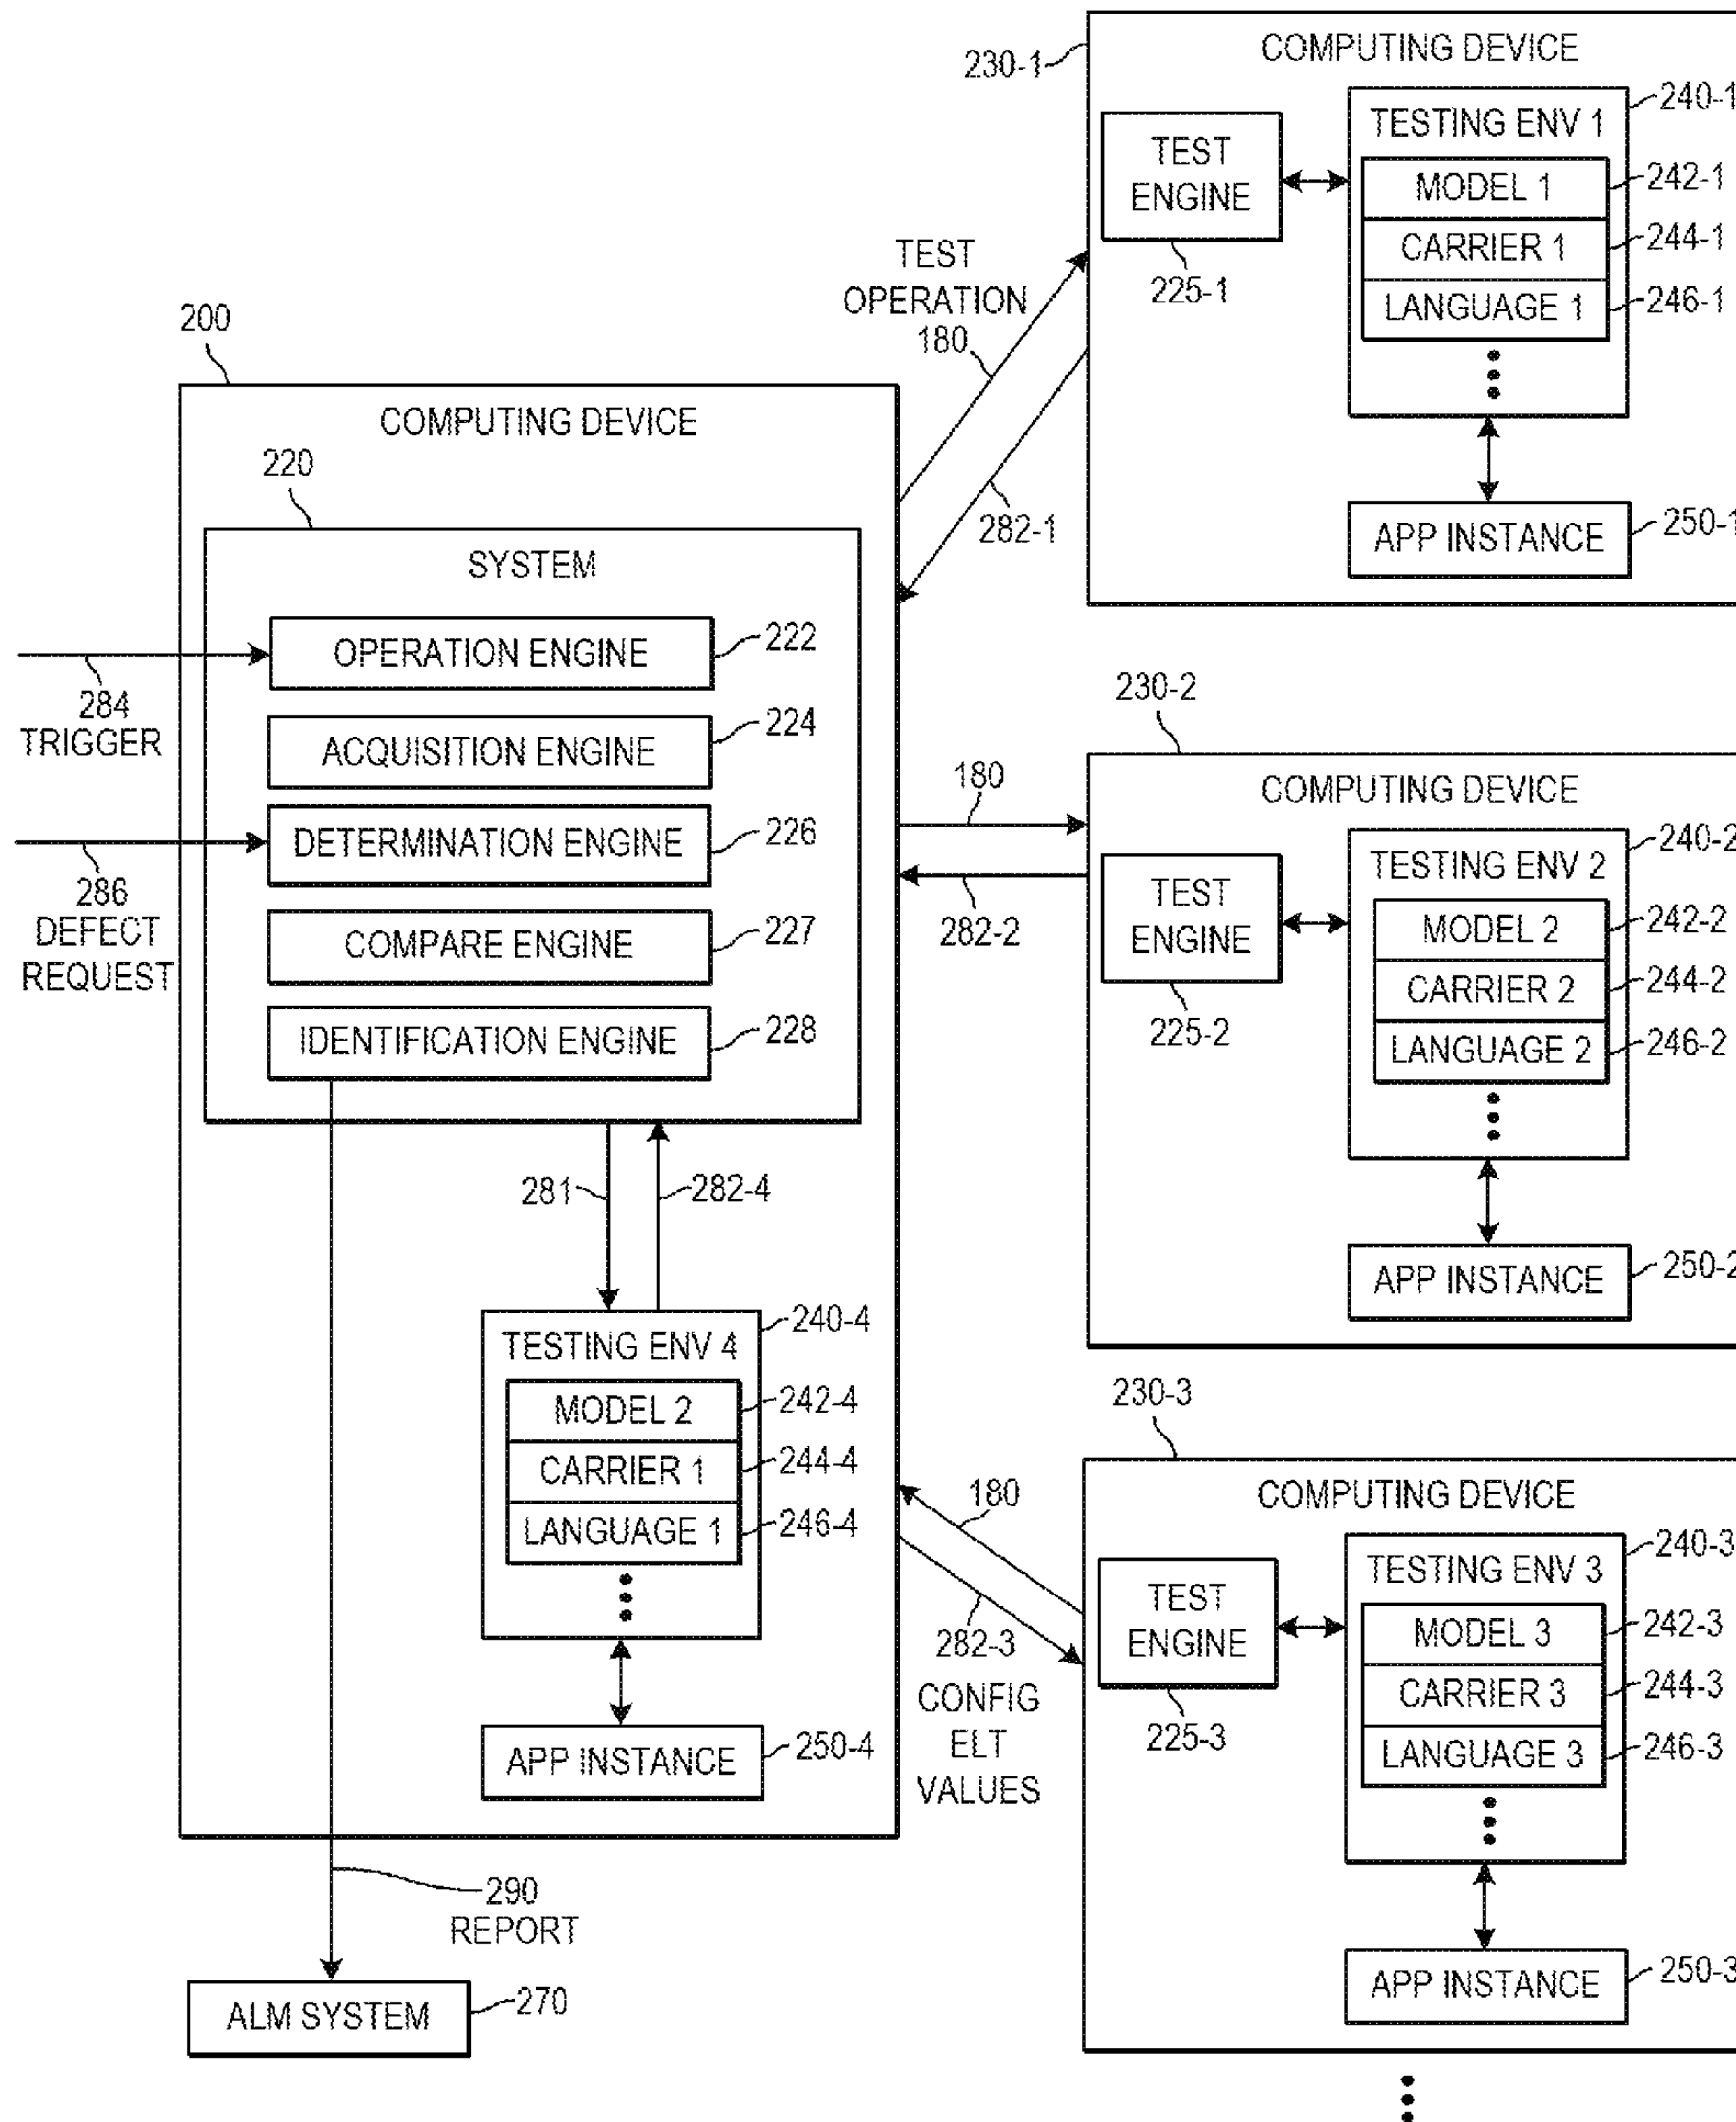 COMPUTING DEVICE
230-1
TESTING ENV 1
240-1
TEST
ENGINE
225-1
MODEL 1
242-1
CARRIER 1
244-1
LANGUAGE 1
246-1
APP INSTANCE
250-1
TEST
OPERATION
180
282-1
200
COMPUTING DEVICE
220
SYSTEM
OPERATION ENGINE
222
284
TRIGGER
ACQUISITION ENGINE
224
DETERMINATION ENGINE
226
286
DEFECT
REQUEST
COMPARE ENGINE
227
IDENTIFICATION ENGINE
228
281
282-4
TESTING ENV 4
240-4
MODEL 2
242-4
CARRIER 1
244-4
LANGUAGE 1
246-4
APP INSTANCE
250-4
290
REPORT
ALM SYSTEM
270
180
282-2
230-2
COMPUTING DEVICE
TESTING ENV 2
240-2
TEST
ENGINE
225-2
MODEL 2
242-2
CARRIER 2
244-2
LANGUAGE 2
246-2
APP INSTANCE
250-2
180
282-3
CONFIG
ELT
VALUES
230-3
COMPUTING DEVICE
TESTING ENV 3
240-3
TEST
ENGINE
225-3
MODEL 3
242-3
CARRIER 3
244-3
LANGUAGE 3
246-3
APP INSTANCE
250-3